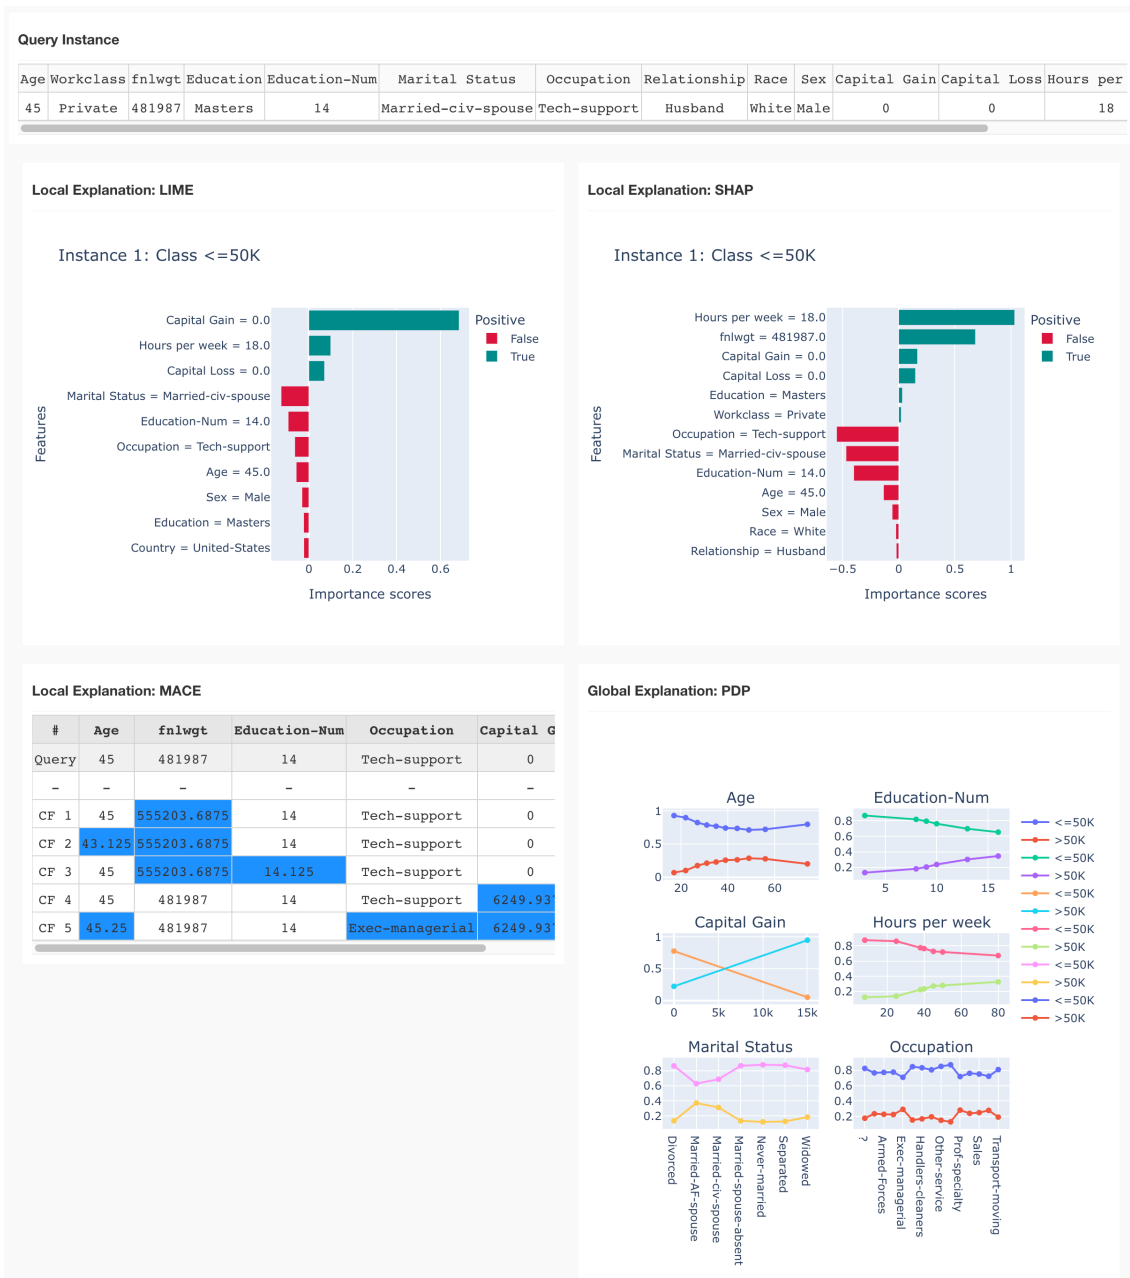 Query Instance
Age Workclass fnlwgt Education Education-Num Marital Status Occupation Relationship Race Sex Capital Gain Capital Loss Hours per
45 Private 481987 Masters 14 Married-civ-spouse Tech-support Husband White Male 0 0 18
Local Explanation: LIME
Instance 1: Class <=50K
Features
Capital Gain = 0.0
Hours per week = 18.0
Capital Loss = 0.0
Marital Status = Married-civ-spouse
Education-Num = 14.0
Occupation = Tech-support
Age = 45.0
Sex = Male
Education = Masters
Country = United-States
0 0.2 0.4 0.6
Importance scores
Positive
False
True
Local Explanation: SHAP
Instance 1: Class <=50K
Features
Hours per week = 18.0
fnlwgt = 481987.0
Capital Gain = 0.0
Capital Loss = 0.0
Education = Masters
Workclass = Private
Occupation = Tech-support
Marital Status = Married-civ-spouse
Education-Num = 14.0
Age = 45.0
Sex = Male
Race = White
Relationship = Husband
−0.5 0 0.5 1
Importance scores
Positive
False
True
Local Explanation: MACE
# Age fnlwgt Education-Num Occupation Capital G
Query 45 481987 14 Tech-support 0
– – – – – –
CF 1 45 555203.6875 14 Tech-support 0
CF 2 43.125 555203.6875 14 Tech-support 0
CF 3 45 555203.6875 14.125 Tech-support 0
CF 4 45 481987 14 Tech-support 6249.93
CF 5 45.25 481987 14 Exec-managerial 6249.93
Global Explanation: PDP
Age
1
0.5
0
20 40 60
Education-Num
0.8
0.6
0.4
0.2
5 10 15
Capital Gain
1
0.5
0
0 5k 10k 15k
Hours per week
0.8
0.6
0.4
0.2
20 40 60 80
Marital Status
0.8
0.6
0.4
0.2
Divorced
Married-AF-spouse
Married-civ-spouse
Married-spouse-absent
Never-married
Separated
Widowed
Occupation
0.8
0.6
0.4
0.2
?
Armed-Forces
Exec-managerial
Handlers-cleaners
Other-service
Prof-specialty
Sales
Transport-moving
<=50K
>50K
<=50K
>50K
<=50K
>50K
<=50K
>50K
<=50K
>50K
<=50K
>50K